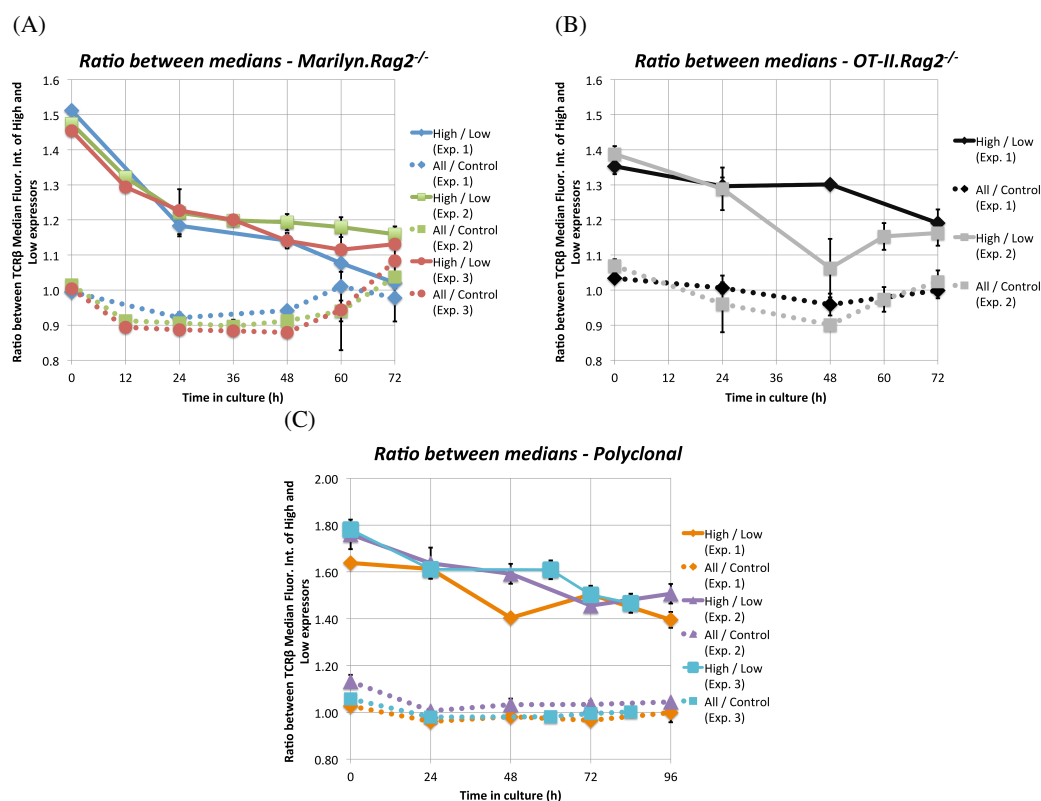 (A)
Ratio between medians - Marilyn.Rag2-/-
Ratio between TCRβ Median Fluor. Int. of High and
Low expressors
1.6
1.5
1.4
1.3
1.2
1.1
1.0
0.9
0.8
0 12 24 36 48 60 72
Time in culture (h)
High / Low
(Exp. 1)
All / Control
(Exp. 1)
High / Low
(Exp. 2)
All / Control
(Exp. 2)
High / Low
(Exp. 3)
All / Control
(Exp. 3)
(B)
Ratio between medians - OT-II.Rag2-/-
Ratio between TCRβ Median Fluor. Int. of High and
Low expressors
1.6
1.5
1.4
1.3
1.2
1.1
1.0
0.9
0.8
0 12 24 36 48 60 72
Time in culture (h)
High / Low
(Exp. 1)
All / Control
(Exp. 1)
High / Low
(Exp. 2)
All / Control
(Exp. 2)
(C)
Ratio between medians - Polyclonal
Ratio between TCRβ Median Fluor. Int. of High and
Low expressors
2.00
1.80
1.60
1.40
1.20
1.00
0.80
0 24 48 72 96
Time in culture (h)
High / Low
(Exp. 1)
All / Control
(Exp. 1)
High / Low
(Exp. 2)
All / Control
(Exp. 2)
High / Low
(Exp. 3)
All / Control
(Exp. 3)